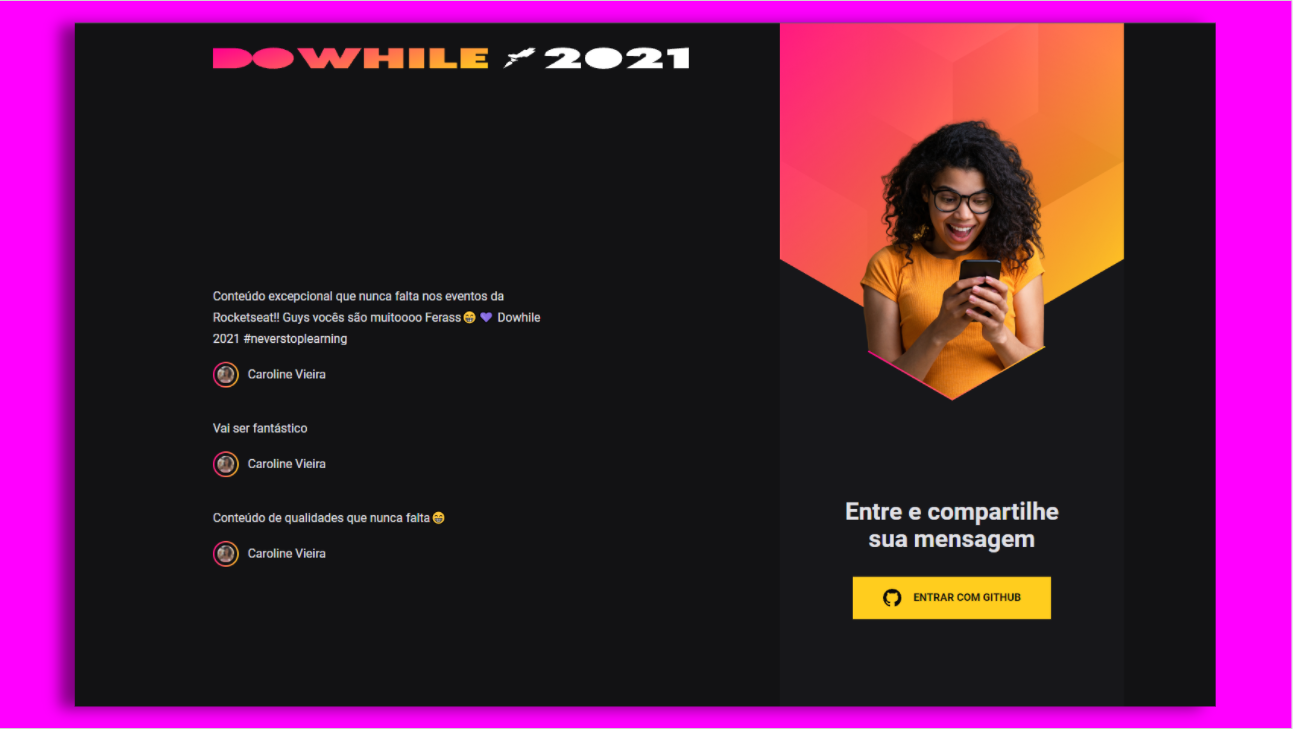 DOWHILE 2021
Conteúdo excepcional que nunca falta nos eventos da
Rocketseat!! Guys vocês são muitoooo Ferass😁 💜 Dowhile
2021 #neverstoplearning
Caroline Vieira
Vai ser fantástico
Caroline Vieira
Conteúdo de qualidades que nunca falta😁
Caroline Vieira
Entre e compartilhe
sua mensagem
ENTRAR COM GITHUB